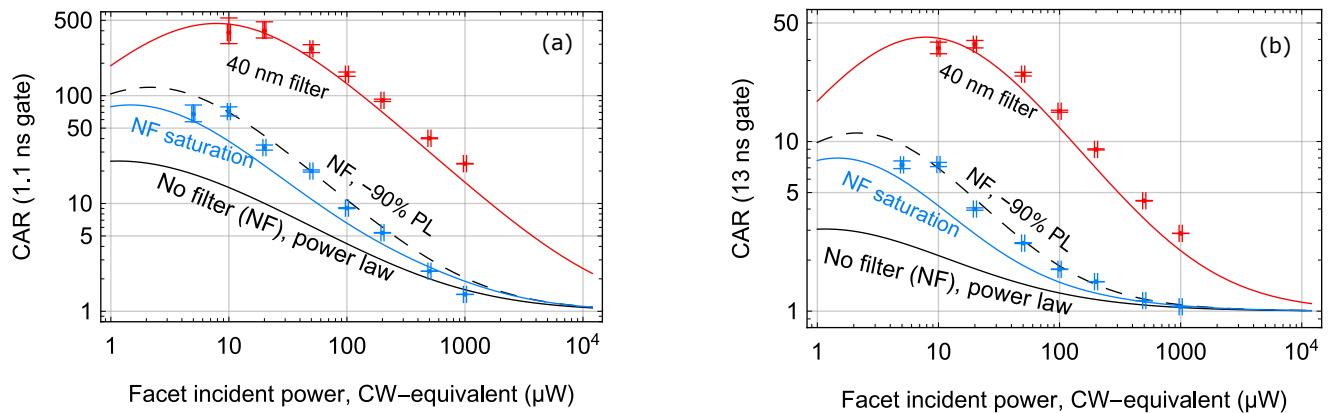 500
100
50
10
5
1
CAR (1.1 ns gate)
(a)
40 nm filter
NF saturation
NF, −90% PL
No filter (NF), power law
1
10
100
1000
10⁴
Facet incident power, CW−equivalent (µW)
50
10
5
1
CAR (13 ns gate)
(b)
40 nm filter
NF saturation
NF, −90% PL
No filter (NF), power law
1
10
100
1000
10⁴
Facet incident power, CW−equivalent (µW)